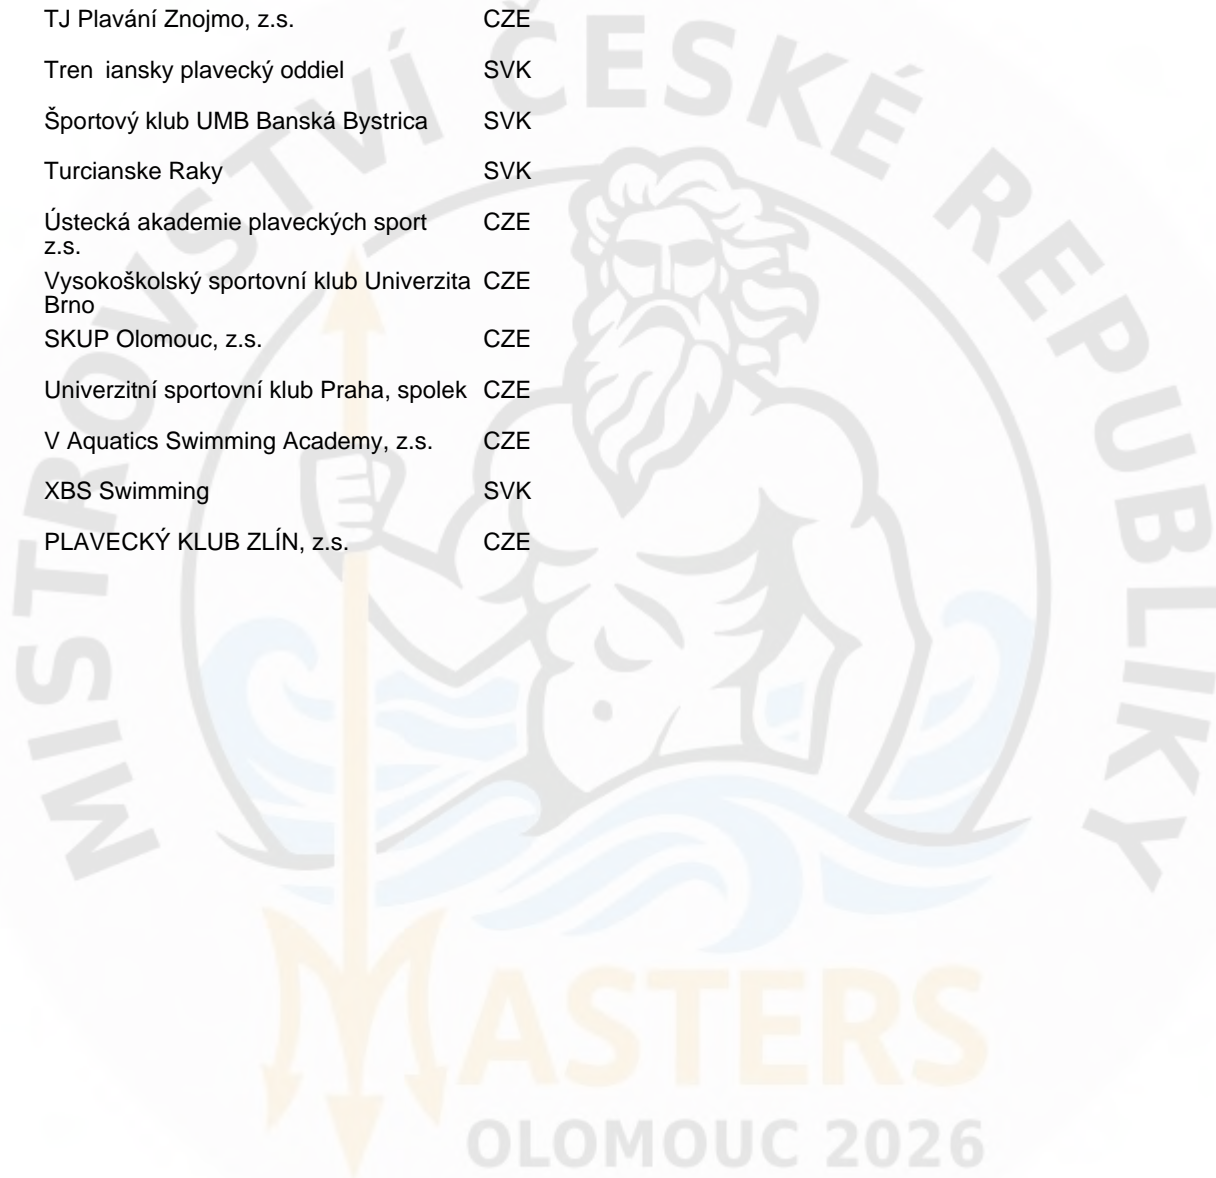 TJ Plavání Znojmo, z.s. CZE
Tren iansky plavecký oddiel SVK
Športový klub UMB Banská Bystrica SVK
Turcianske Raky SVK
Ústecká akademie plaveckých sport CZE
z.s.
Vysokoškolský sportovní klub Univerzita CZE
Brno
SKUP Olomouc, z.s. CZE
Univerzitní sportovní klub Praha, spolek CZE
V Aquatics Swimming Academy, z.s. CZE
XBS Swimming SVK
PLAVECKÝ KLUB ZLÍN, z.s. CZE
MISTROVSTVÍ ČESKÉ REPUBLIKY
MASTERS
OLOMOUC 2026